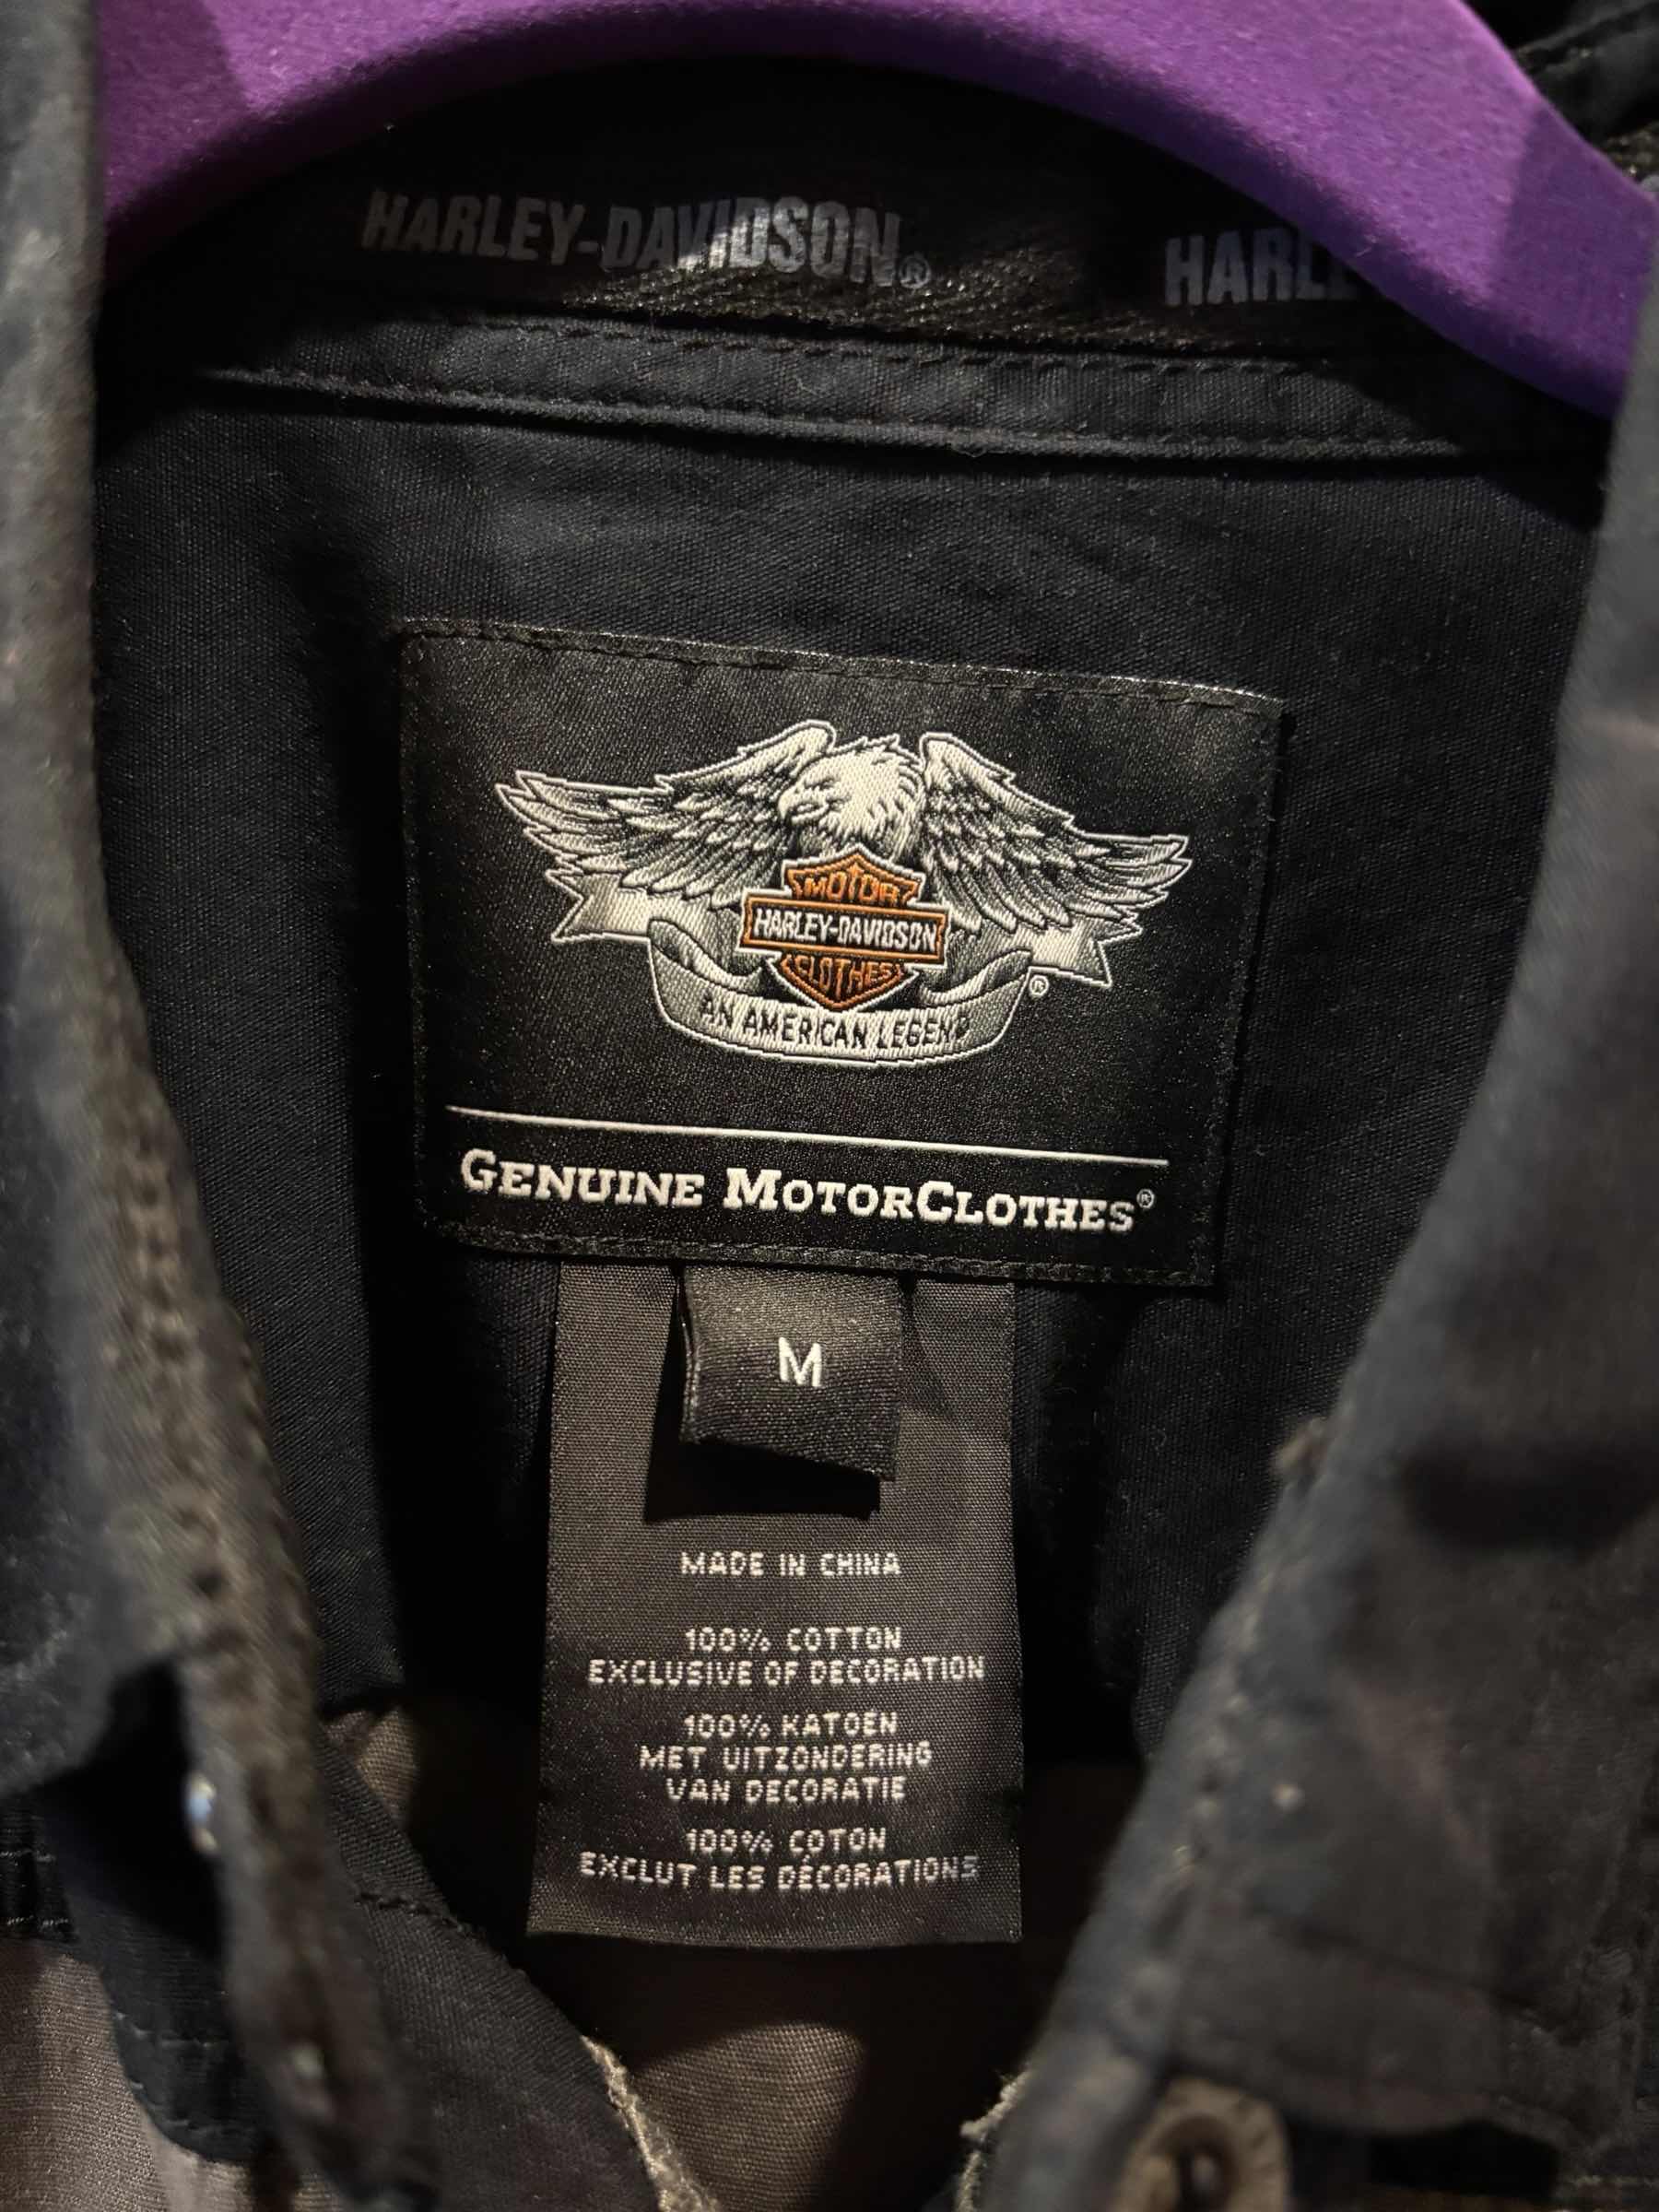 HARLEY-DAVIDSON® HARL
MOTOR
HARLEY-DAVIDSON
CLOTHES
®
AN AMERICAN LEGEND
GENUINE MOTORCLOTHES®
M
MADE IN CHINA
100% COTTON
EXCLUSIVE OF DECORATION
100% KATOEN
MET UITZONDERING
VAN DECORATIE
100% COTON
EXCLUT LES DÉCORATIONS